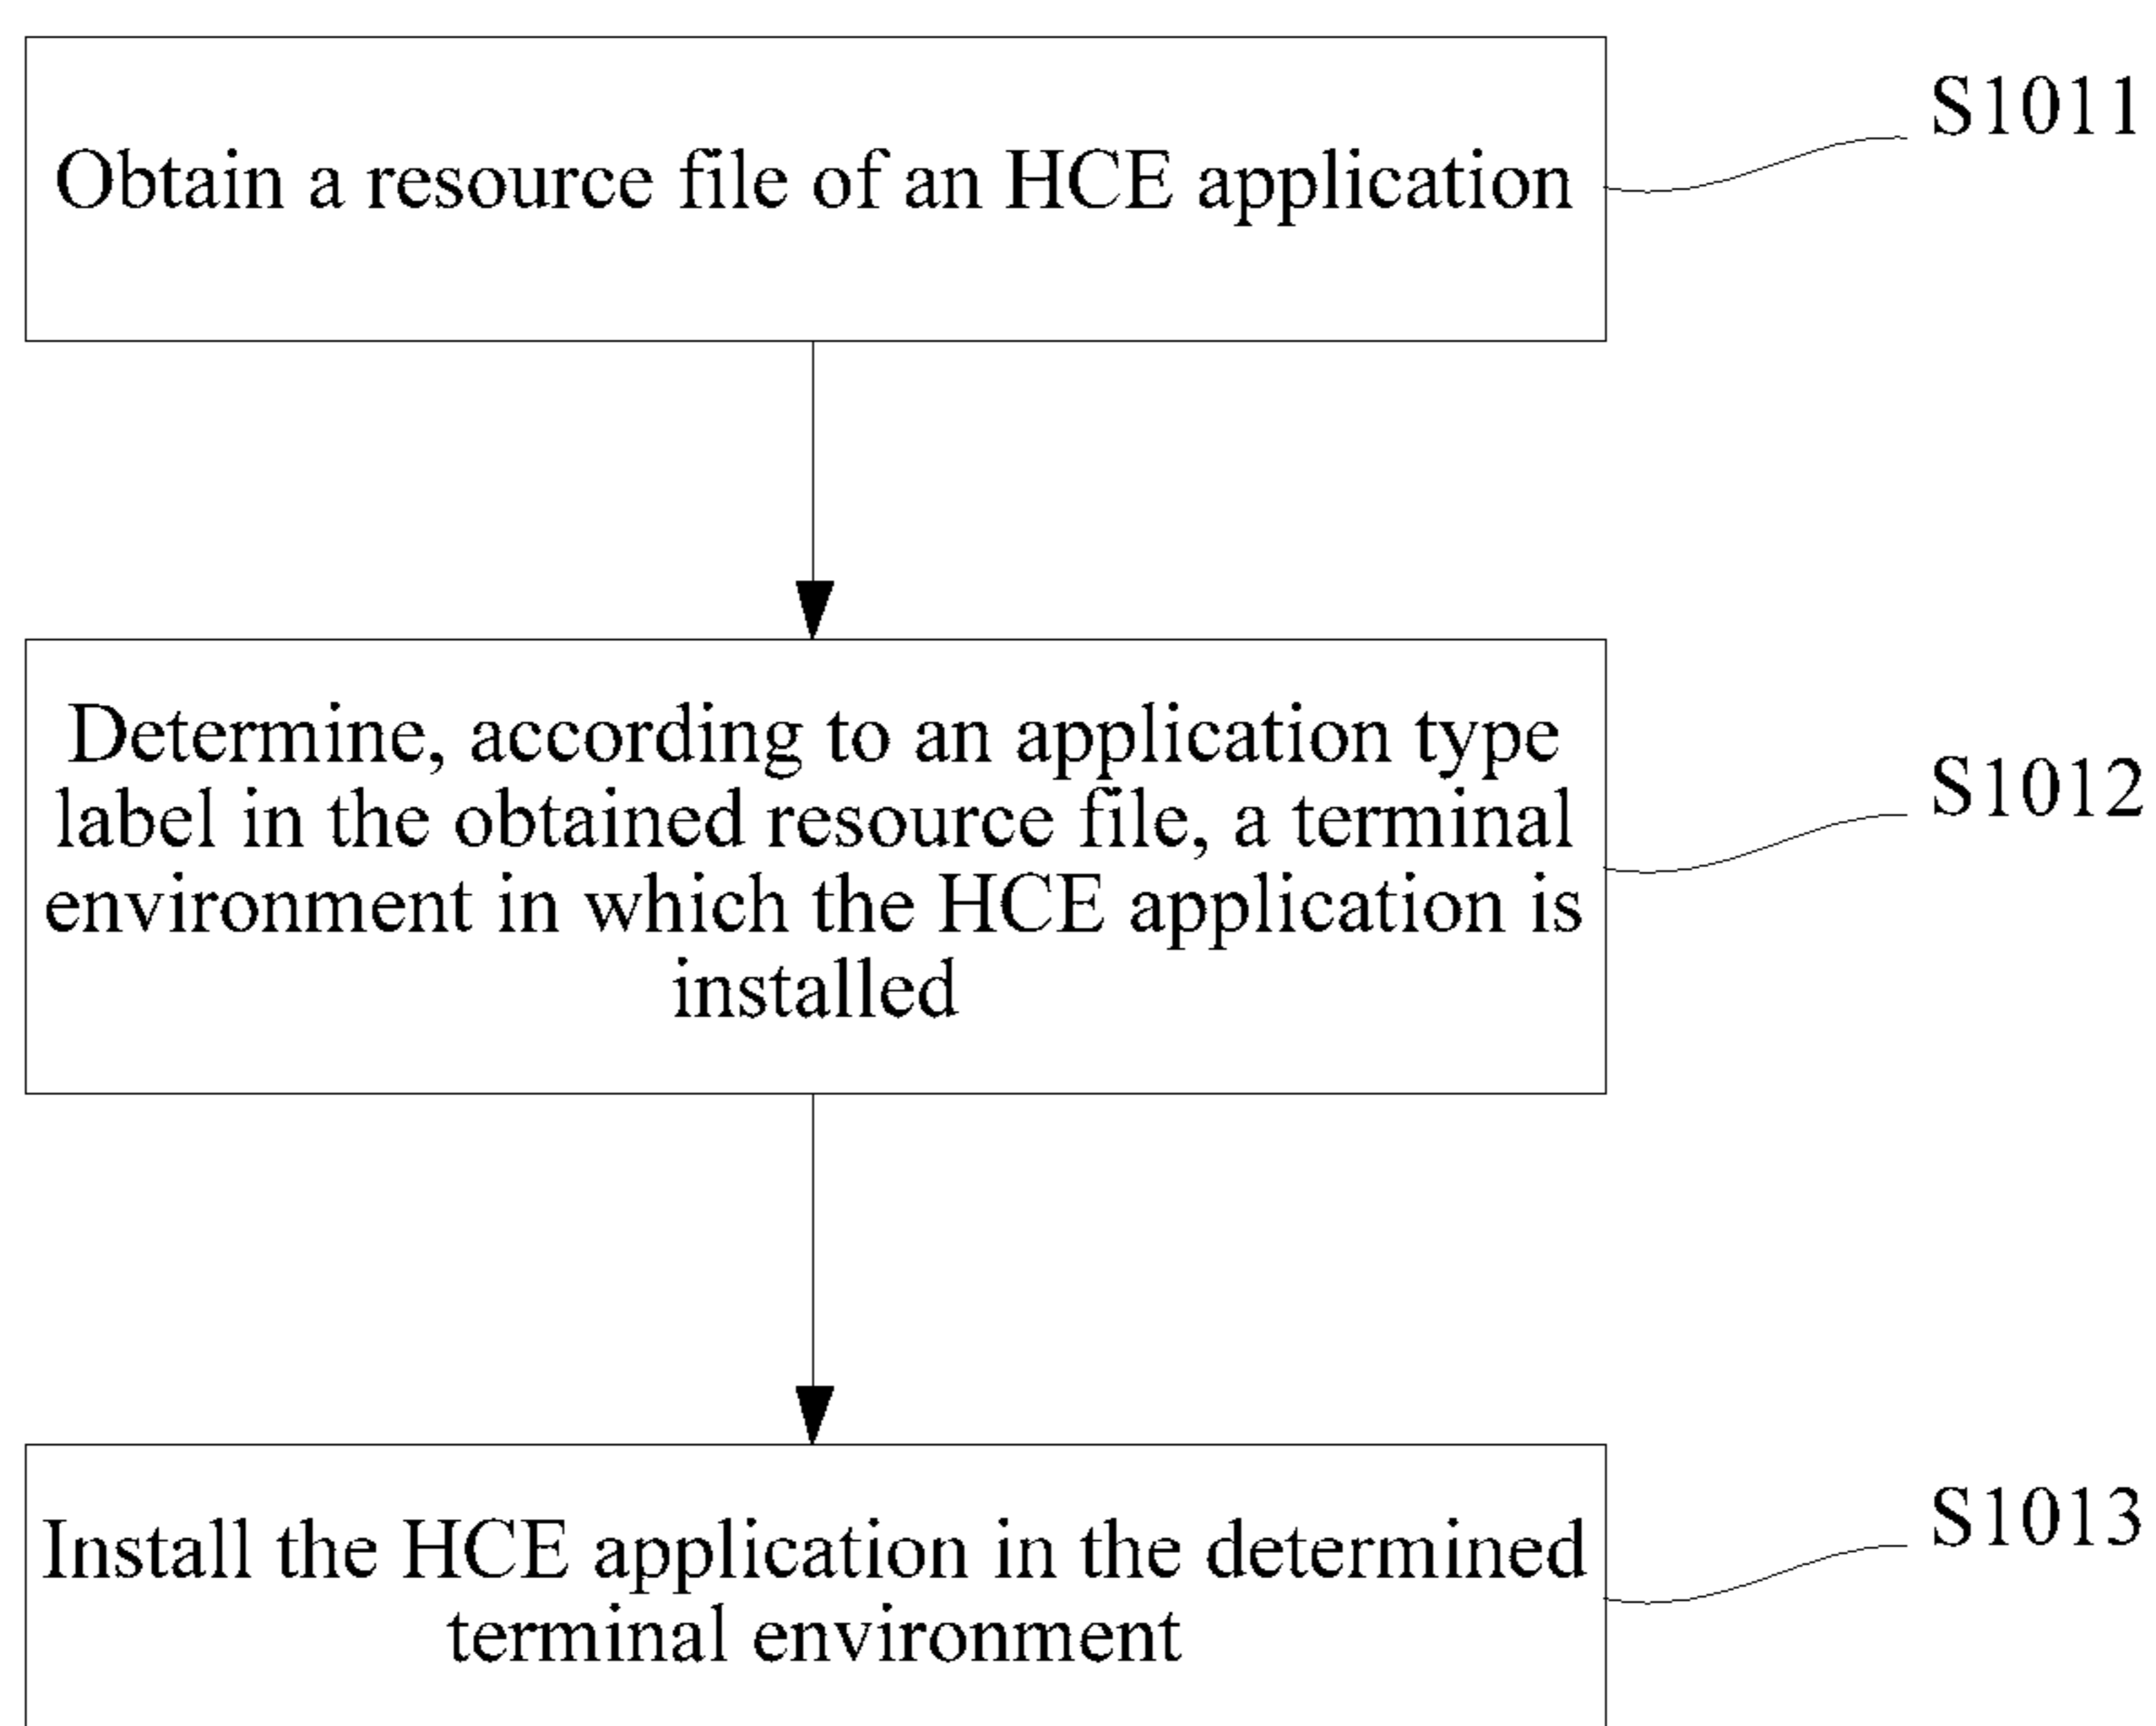 Obtain a resource file of an HCE application
S1011
Determine, according to an application type
label in the obtained resource file, a terminal
environment in which the HCE application is
installed
S1012
Install the HCE application in the determined
terminal environment
S1013